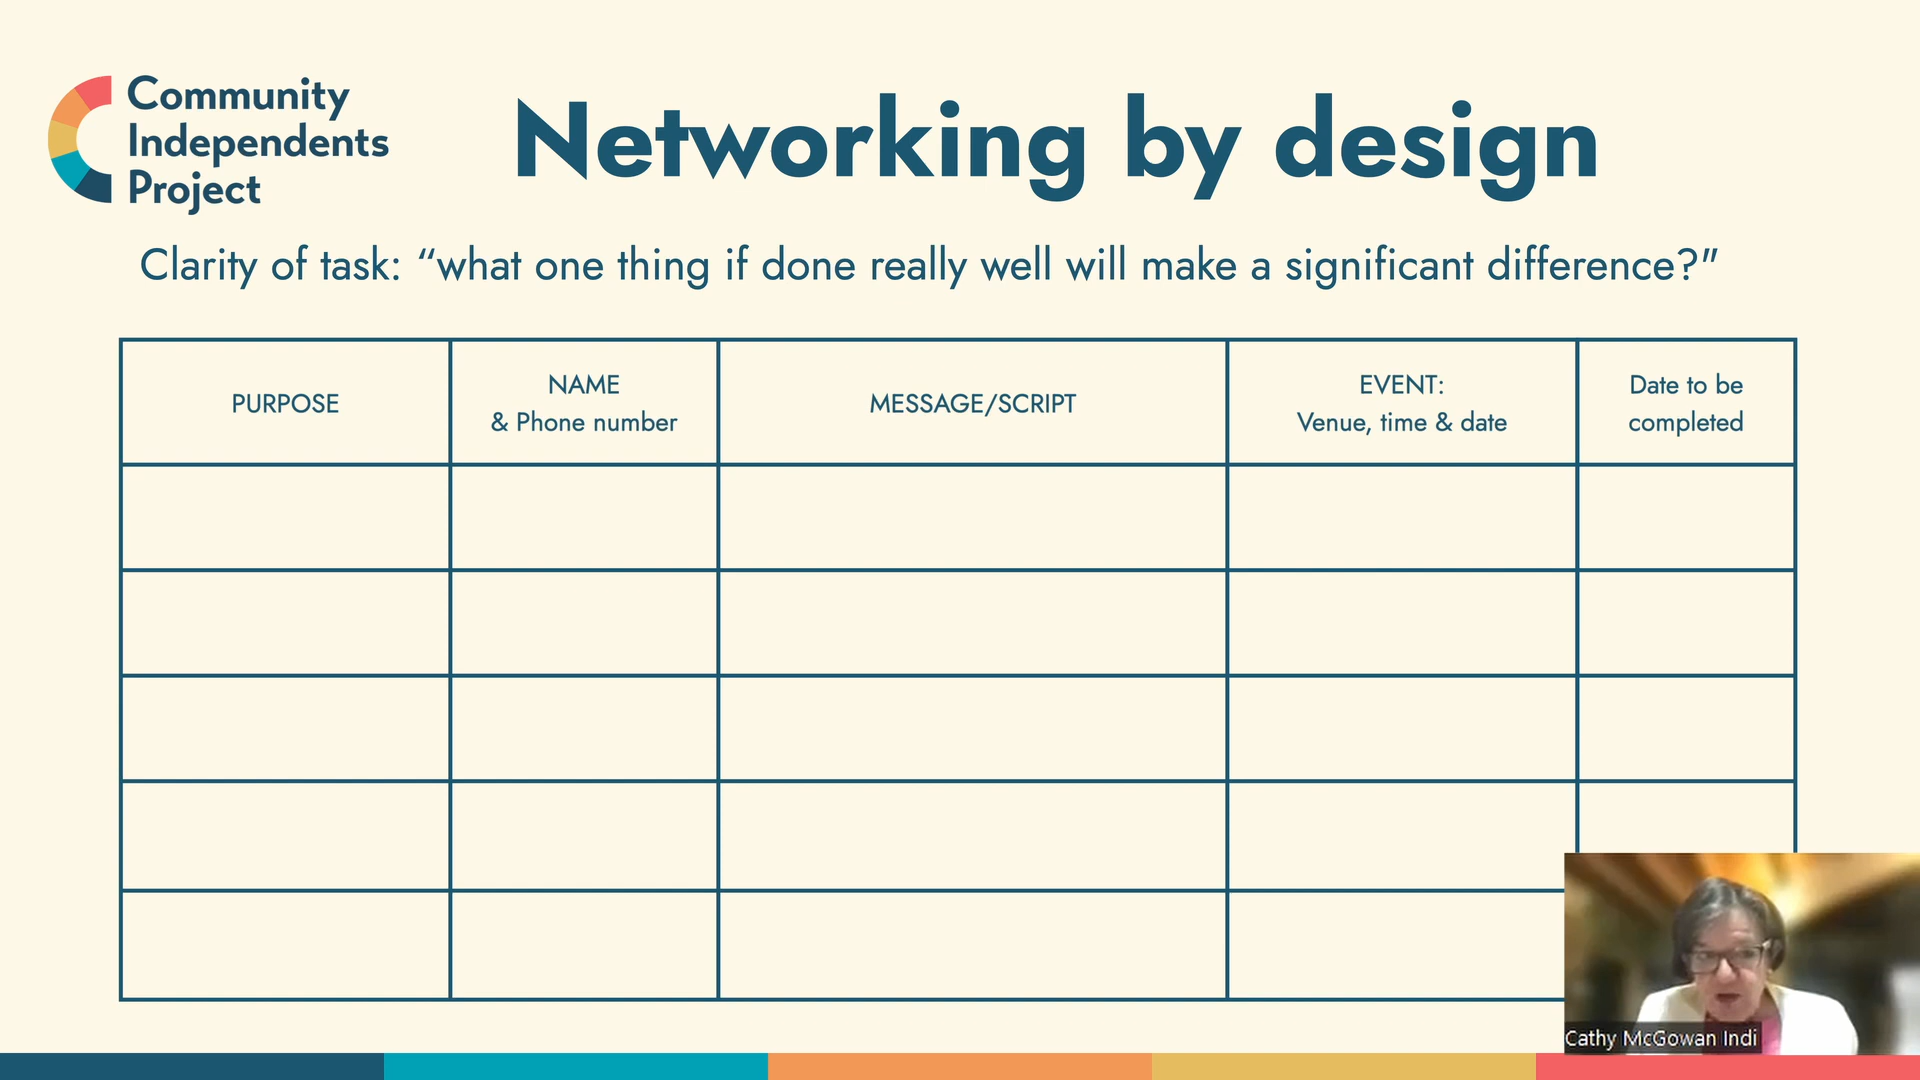 Community
Independents
Project
Networking by design
Clarity of task: “what one thing if done really well will make a significant difference?”
PURPOSE
NAME
& Phone number
MESSAGE/SCRIPT
EVENT:
Venue, time & date
Date to be
completed
Cathy McGowan Indi